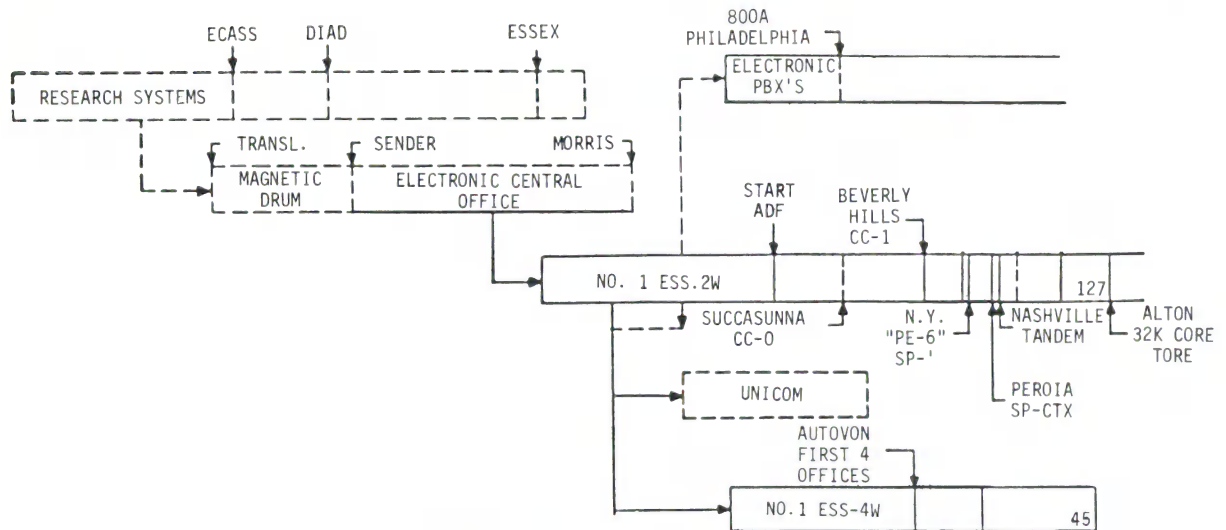 800A
PHILADELPHIA
ECASS
DIAD
ESSEX
ELECTRONIC
PBX'S
RESEARCH SYSTEMS
TRANSL.
SENDER
MORRIS
MAGNETIC
DRUM
ELECTRONIC CENTRAL
OFFICE
START
ADF
BEVERLY
HILLS
CC-1
NO. 1 ESS.2W
127
SUCCASUNNA
CC-O
N.Y.
"PE-6"
SP-'
NASHVILLE
TANDEM
ALTON
32K CORE
TORE
PEROIA
SP-CTX
UNICOM
AUTOVON
FIRST 4
OFFICES
NO.1 ESS-4W
45